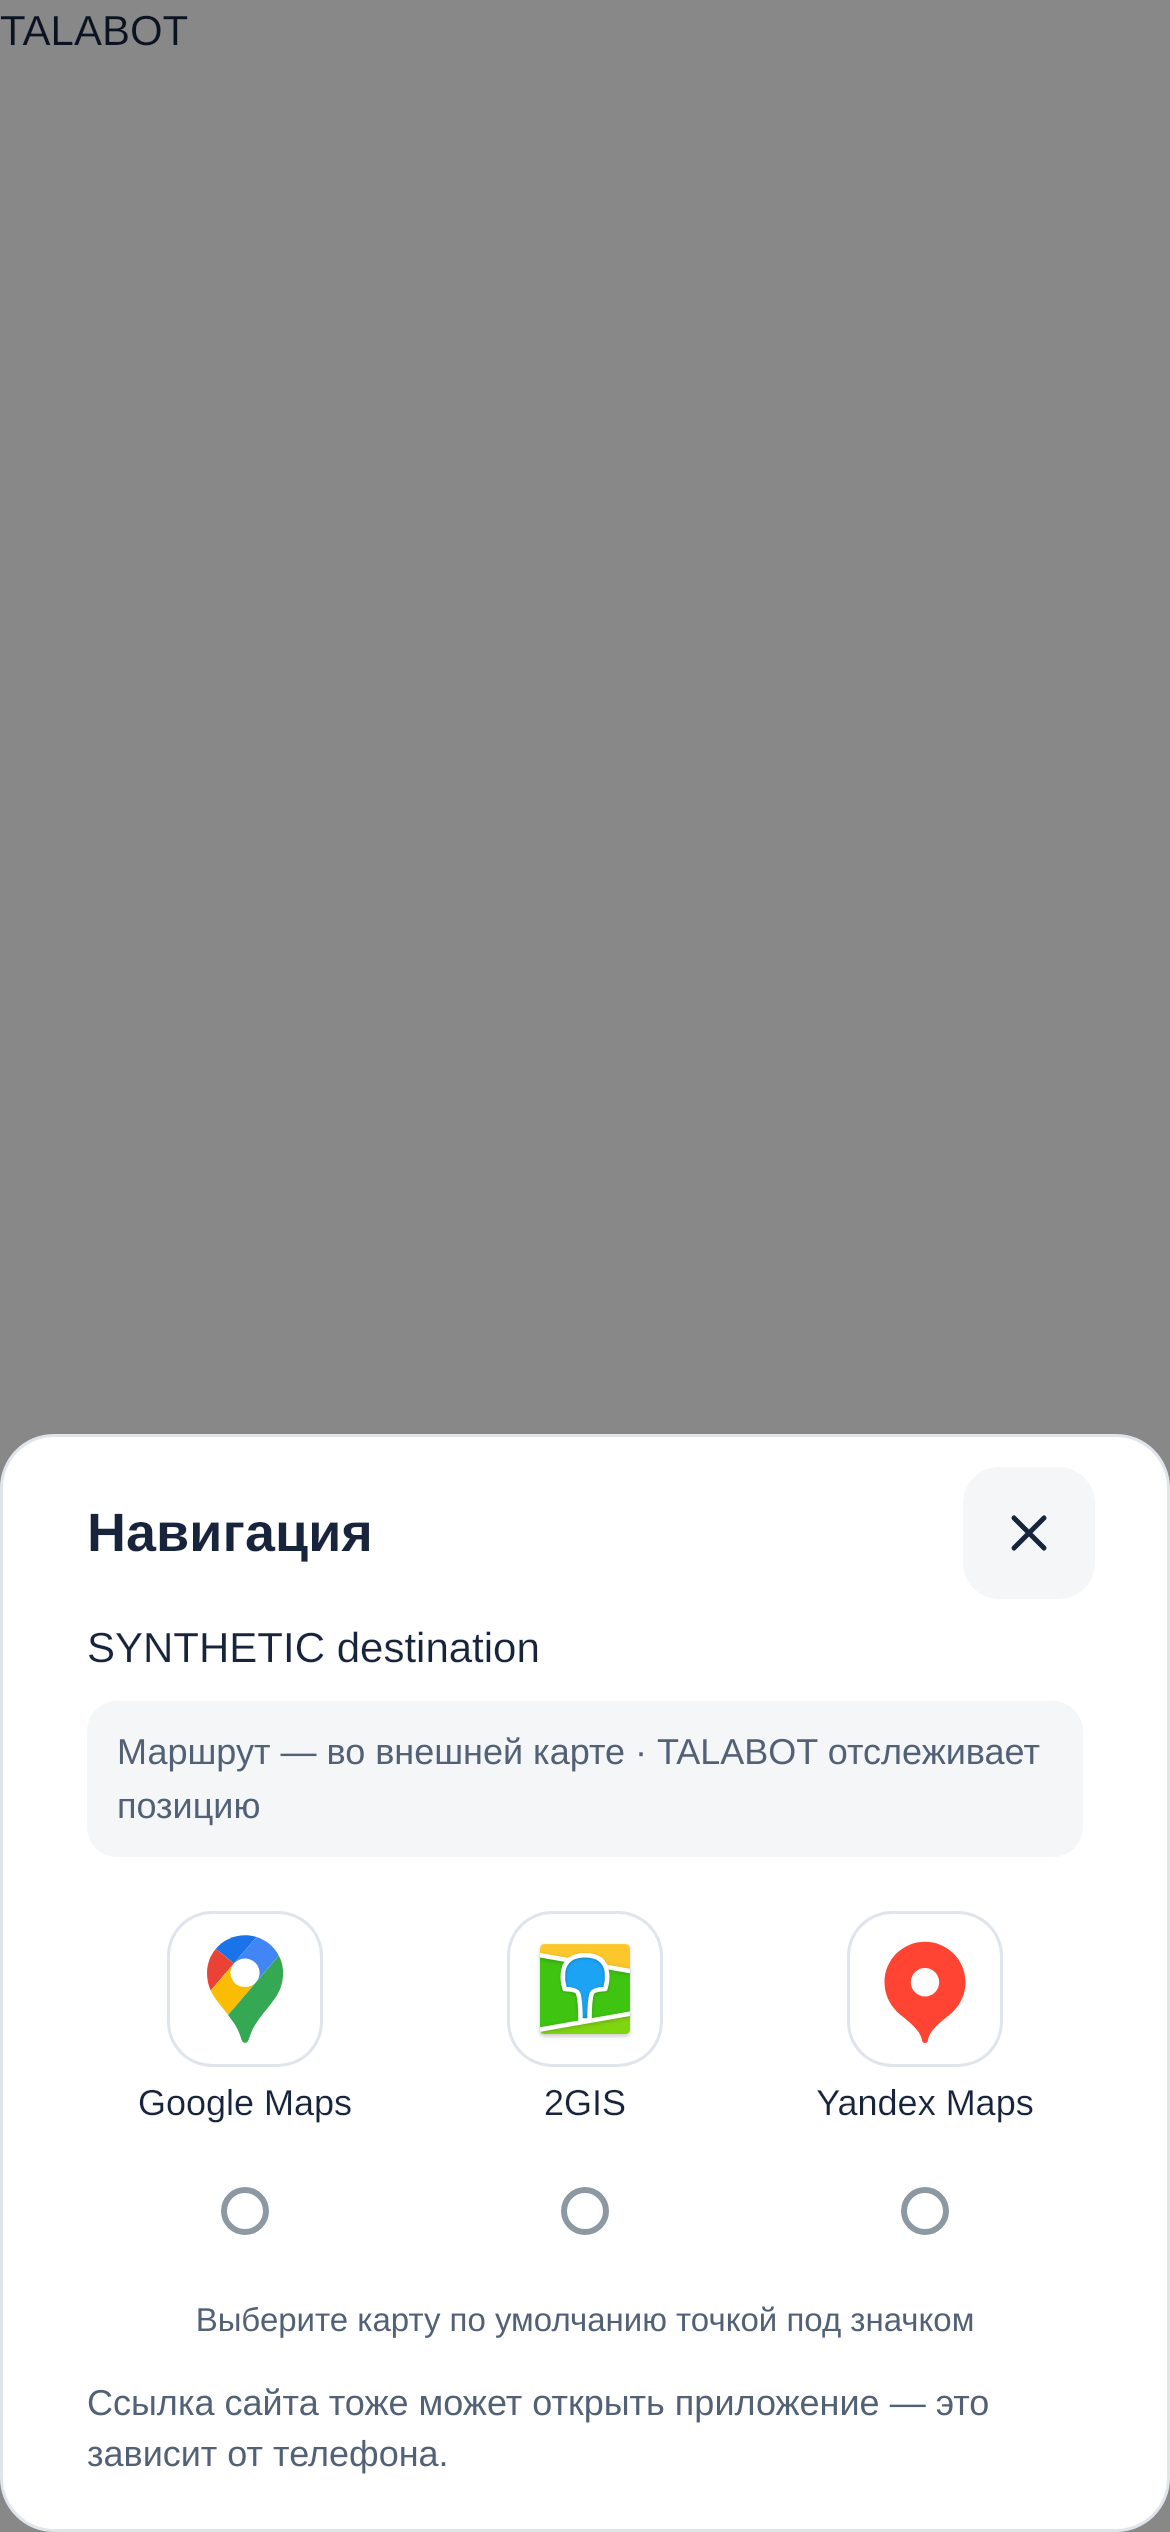 TALABOT
Навигация
SYNTHETIC destination
Маршрут — во внешней карте · TALABOT отслеживает
позицию
Google Maps
2GIS
Yandex Maps
Выберите карту по умолчанию точкой под значком
Ссылка сайта тоже может открыть приложение — это
зависит от телефона.